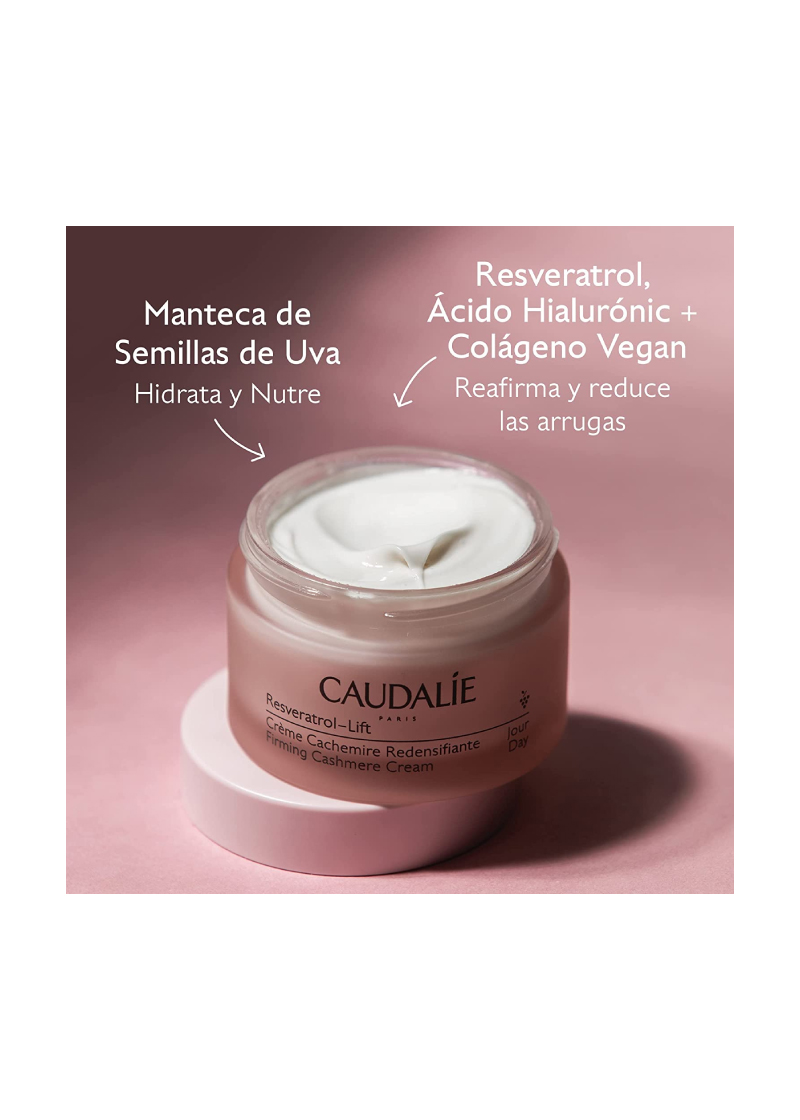 Manteca de
Semillas de Uva
Hidrata y Nutre
Resveratrol,
Ácido Hialurónic +
Colágeno Vegan
Reafirma y reduce
las arrugas
CAUDALÍE
PARIS
Resveratrol–Lift
Crème Cachemire Redensifiante
Firming Cashmere Cream
Jour
Day